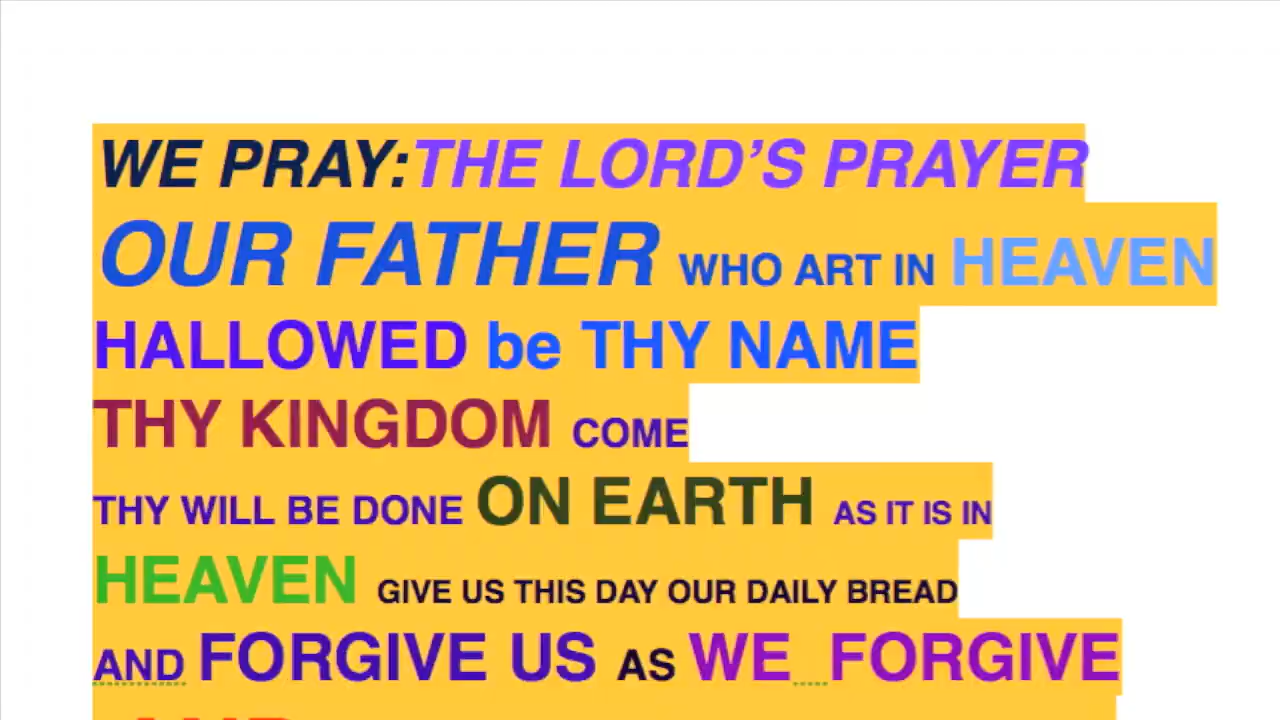 WE PRAY:THE LORD’S PRAYER
OUR FATHER WHO ART IN HEAVEN
HALLOWED be THY NAME
THY KINGDOM COME
THY WILL BE DONE ON EARTH AS IT IS IN
HEAVEN GIVE US THIS DAY OUR DAILY BREAD
AND FORGIVE US AS WE FORGIVE